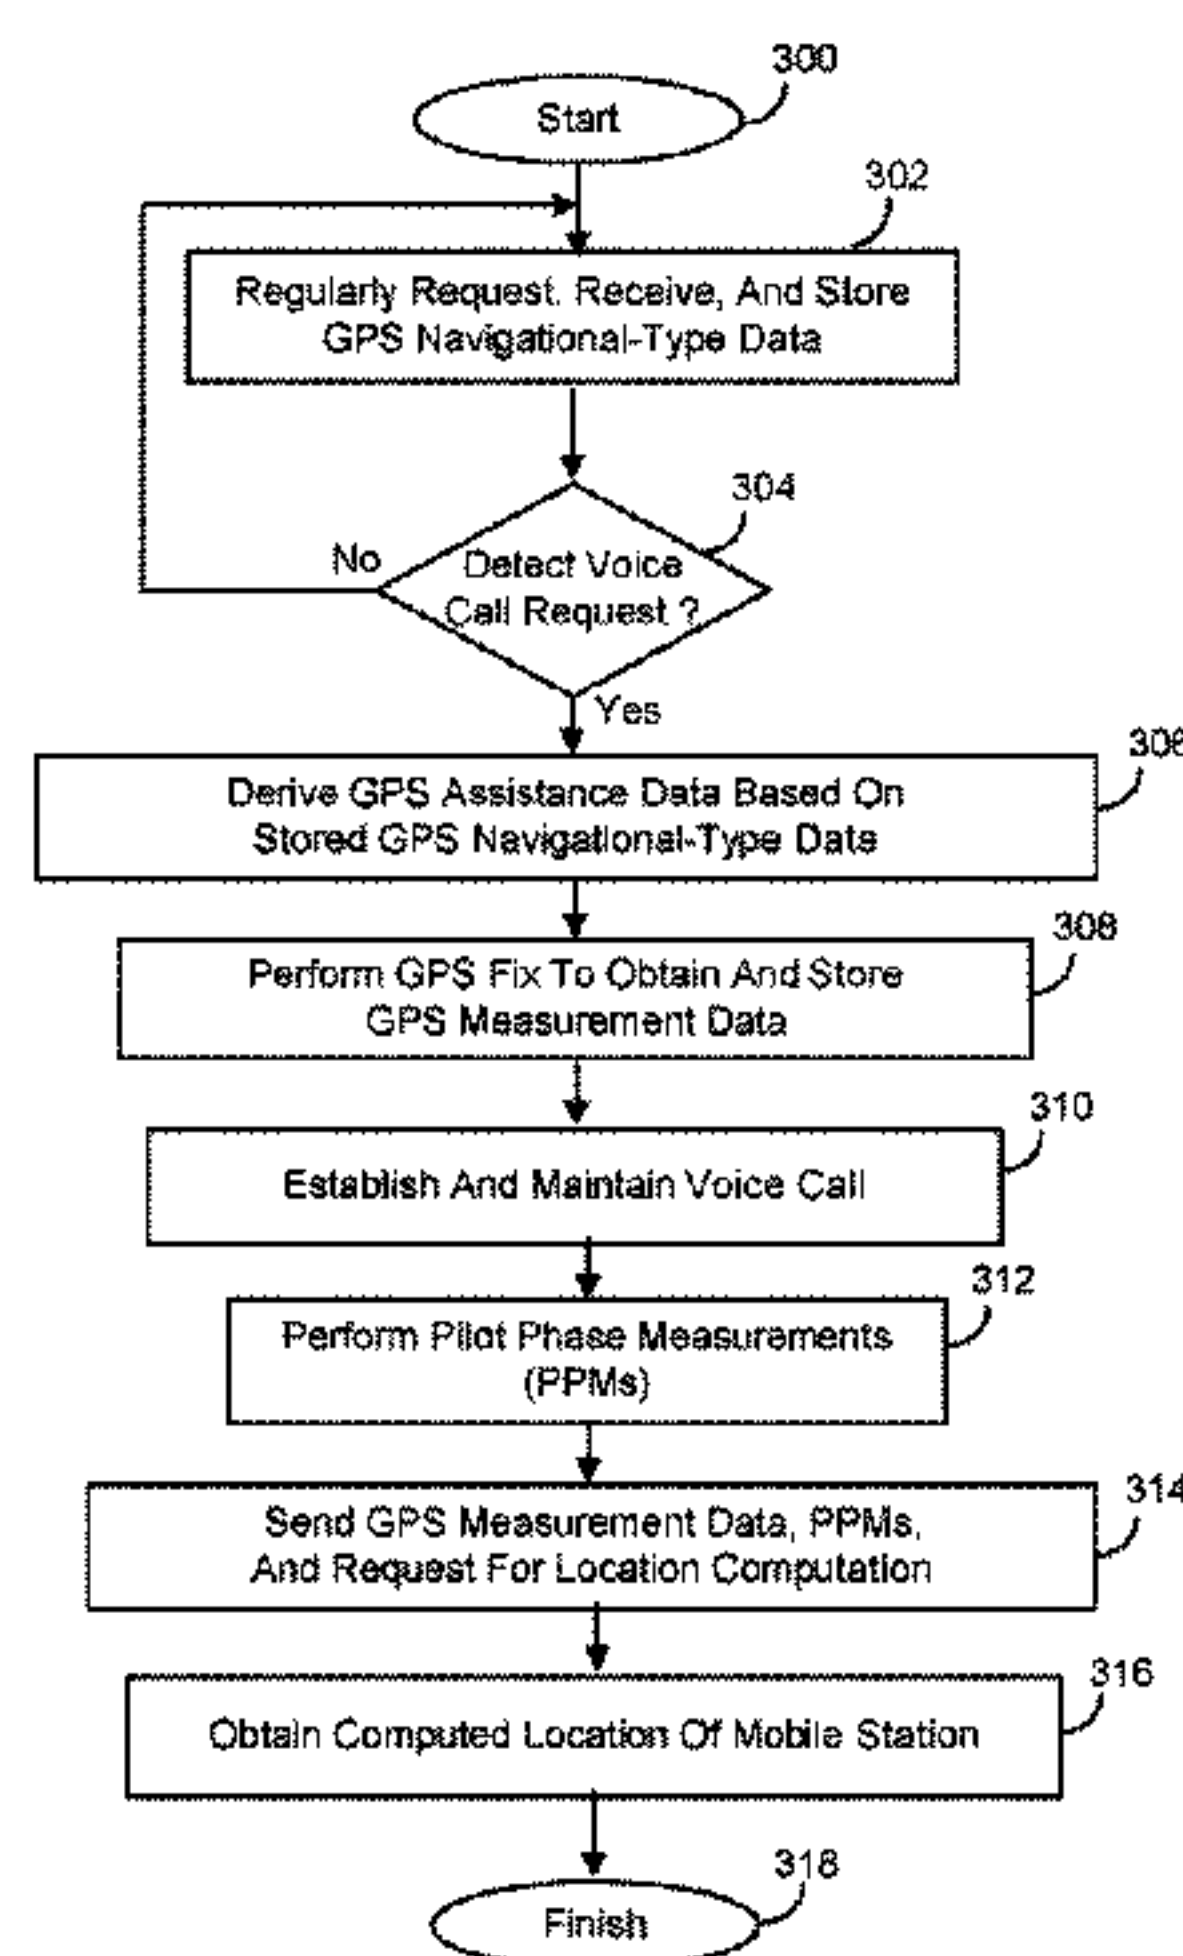 300
Start
302
Regularly Request. Receive, And Store
GPS Navigational-Type Data
304
No
Detect Voice
Call Request ?
Yes
306
Derive GPS Assistance Data Based On
Stored GPS Navigational-Type Data
308
Perform GPS Fix To Obtain And Store
GPS Measurement Data
310
Establish And Maintain Voice Call
312
Perform Pilot Phase Measurements
(PPMs)
314
Send GPS Measurement Data, PPMs,
And Request For Location Computation
316
Obtain Computed Location Of Mobile Station
318
Finish